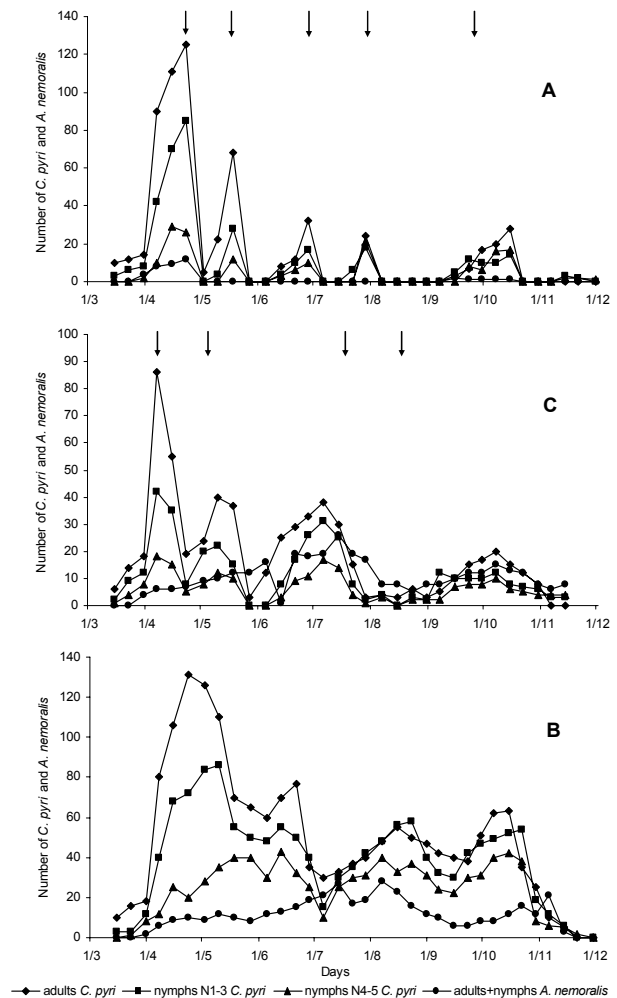 140
120
100
80
60
40
20
0
Number of C. pyri and A. nemoralis
A
1/3 1/4 1/5 1/6 1/7 1/8 1/9 1/10 1/11 1/12
100
90
80
70
60
50
40
30
20
10
0
Number of C. pyri and A. nemoralis
C
1/3 1/4 1/5 1/6 1/7 1/8 1/9 1/10 1/11 1/12
140
120
100
80
60
40
20
0
Number of C. pyri and A. nemoralis
B
1/3 1/4 1/5 1/6 1/7 1/8 1/9 1/10 1/11 1/12
Days
adults C. pyri nymphs N1-3 C. pyri nymphs N4-5 C. pyri adults+nymphs A. nemoralis